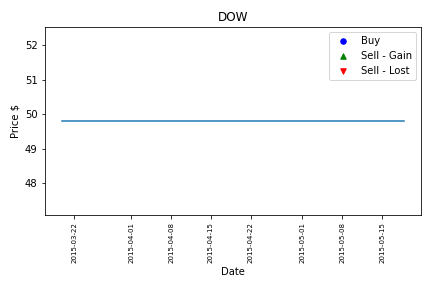 DOW
52
51
50
49
48
Price $
Buy
Sell - Gain
Sell - Lost
2015-03-22
2015-04-01
2015-04-08
2015-04-15
2015-04-22
2015-05-01
2015-05-08
2015-05-15
Date